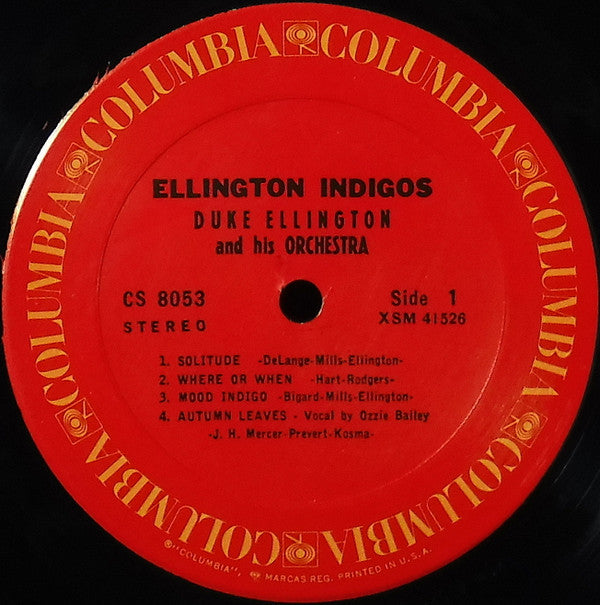 COLUMBIA COLUMBIA COLUMBIA COLUMBIA COLUMBIA COLUMBIA COLUMBIA COLUMBIA
ELLINGTON INDIGOS
DUKE ELLINGTON
and his ORCHESTRA
CS 8053 Side 1
STEREO XSM 41526
1. SOLITUDE -DeLange-Mills-Ellington-
2. WHERE OR WHEN -Hart-Rodgers-
3. MOOD INDIGO -Bigard-Mills-Ellington-
4. AUTUMN LEAVES - Vocal by Ozzie Bailey
-J. H. Mercer-Prevert-Kosma-
®"COLUMBIA", MARCAS REG. PRINTED IN U.S.A.